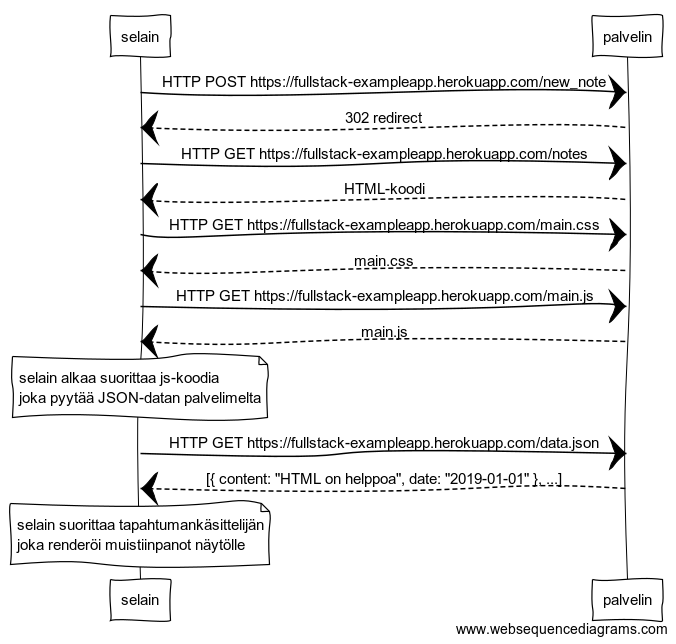 selain
palvelin
HTTP POST https://fullstack-exampleapp.herokuapp.com/new_note
302 redirect
HTTP GET https://fullstack-exampleapp.herokuapp.com/notes
HTML-koodi
HTTP GET https://fullstack-exampleapp.herokuapp.com/main.css
main.css
HTTP GET https://fullstack-exampleapp.herokuapp.com/main.js
main.js
selain alkaa suorittaa js-koodia
joka pyytää JSON-datan palvelimelta
HTTP GET https://fullstack-exampleapp.herokuapp.com/data.json
[{ content: "HTML on helppoa", date: "2019-01-01" }, ...]
selain suorittaa tapahtumankäsittelijän
joka renderöi muistiinpanot näytölle
selain
palvelin
www.websequencediagrams.com